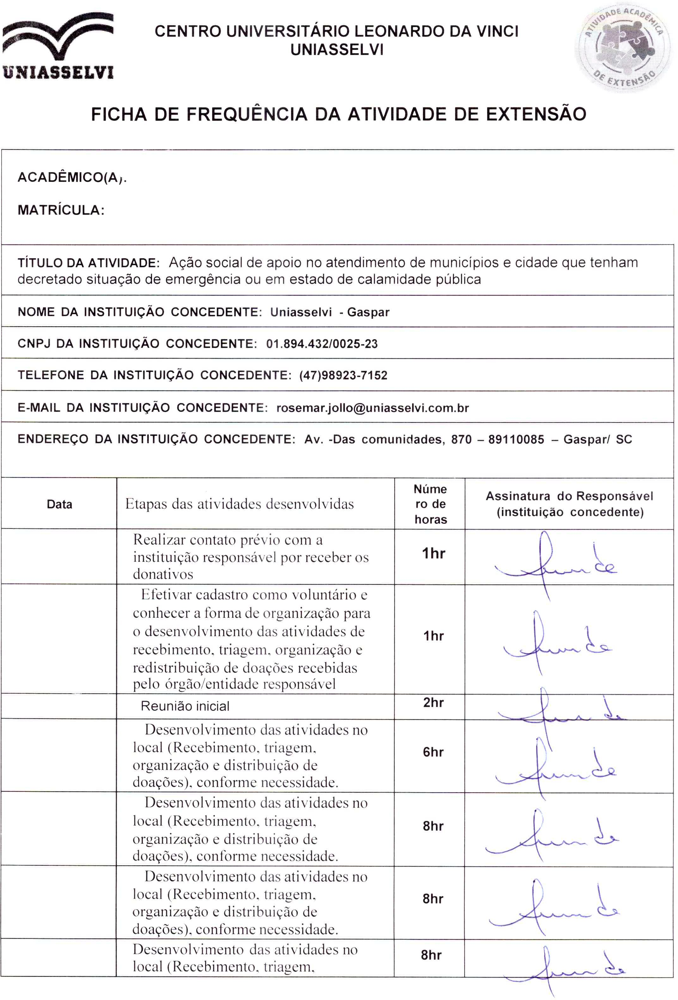 UNIASSELVI
CENTRO UNIVERSITÁRIO LEONARDO DA VINCI
UNIASSELVI
ATIVIDADE ACADÊMICA
DE EXTENSÃO
FICHA DE FREQUÊNCIA DA ATIVIDADE DE EXTENSÃO
ACADÊMICO(A).
MATRÍCULA:
TÍTULO DA ATIVIDADE: Ação social de apoio no atendimento de municípios e cidade que tenham
decretado situação de emergência ou em estado de calamidade pública
NOME DA INSTITUIÇÃO CONCEDENTE: Uniasselvi - Gaspar
CNPJ DA INSTITUIÇÃO CONCEDENTE: 01.894.432/0025-23
TELEFONE DA INSTITUIÇÃO CONCEDENTE: (47)98923-7152
E-MAIL DA INSTITUIÇÃO CONCEDENTE: rosemar.jollo@uniasselvi.com.br
ENDEREÇO DA INSTITUIÇÃO CONCEDENTE: Av. -Das comunidades, 870 – 89110085 – Gaspar/ SC
Data
Etapas das atividades desenvolvidas
Núme
ro de
horas
Assinatura do Responsável
(instituição concedente)
Realizar contato prévio com a
instituição responsável por receber os
donativos
1hr
Efetivar cadastro como voluntário e
conhecer a forma de organização para
o desenvolvimento das atividades de
recebimento, triagem, organização e
redistribuição de doações recebidas
pelo órgão/entidade responsável
1hr
Reunião inicial
2hr
Desenvolvimento das atividades no
local (Recebimento, triagem,
organização e distribuição de
doações), conforme necessidade.
6hr
Desenvolvimento das atividades no
local (Recebimento, triagem,
organização e distribuição de
doações), conforme necessidade.
8hr
Desenvolvimento das atividades no
local (Recebimento, triagem,
organização e distribuição de
doações), conforme necessidade.
8hr
Desenvolvimento das atividades no
local (Recebimento, triagem,
8hr